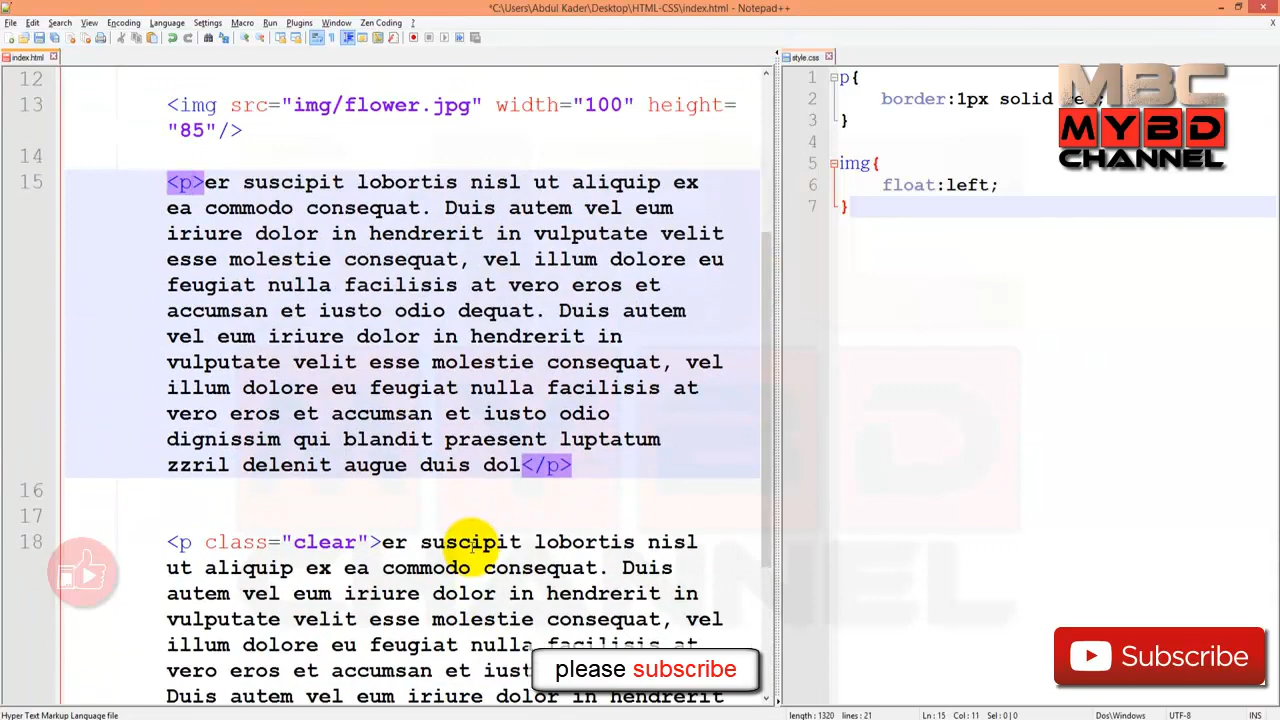 *C:\Users\Abdul Kader\Desktop\HTML-CSS\index.html - Notepad++
File Edit Search View Encoding Language Settings Macro Run Plugins Window Zen Coding ?
X
index.html
12
13 <img src="img/flower.jpg" width="100" height=
"85"/>
14
15 <p>er suscipit lobortis nisl ut aliquip ex
ea commodo consequat. Duis autem vel eum
iriure dolor in hendrerit in vulputate velit
esse molestie consequat, vel illum dolore eu
feugiat nulla facilisis at vero eros et
accumsan et iusto odio dequat. Duis autem
vel eum iriure dolor in hendrerit in
vulputate velit esse molestie consequat, vel
illum dolore eu feugiat nulla facilisis at
vero eros et accumsan et iusto odio
dignissim qui blandit praesent luptatum
zzril delenit augue duis dol</p>
16
17
18 <p class="clear">er suscipit lobortis nisl
ut aliquip ex ea commodo consequat. Duis
autem vel eum iriure dolor in hendrerit in
vulputate velit esse molestie consequat, vel
illum dolore eu feugiat nulla facilisis at
vero eros et accumsan et
Duis autem vel eum iriure dolor in hendrerit
style.css
1 p{
2 border:1px solid
3 }
4
5 img{
6 float:left;
7 }
MBC
MYBD
CHANNEL
MYBD
CHANNEL
please subscribe
Subscribe
Hyper Text Markup Language file
length : 1320 lines : 21
Ln : 15 Col : 11 Sel : 0 | 0
Dos\Windows
UTF-8
INS